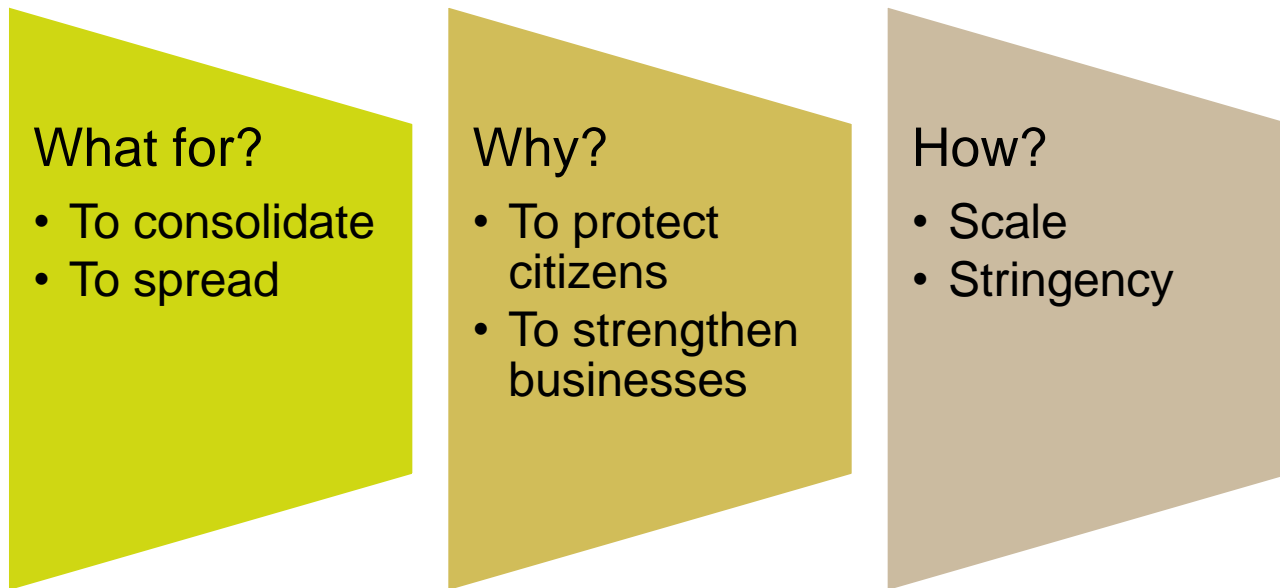 What for?
• To consolidate
• To spread
Why?
• To protect
citizens
• To strengthen
businesses
How?
• Scale
• Stringency